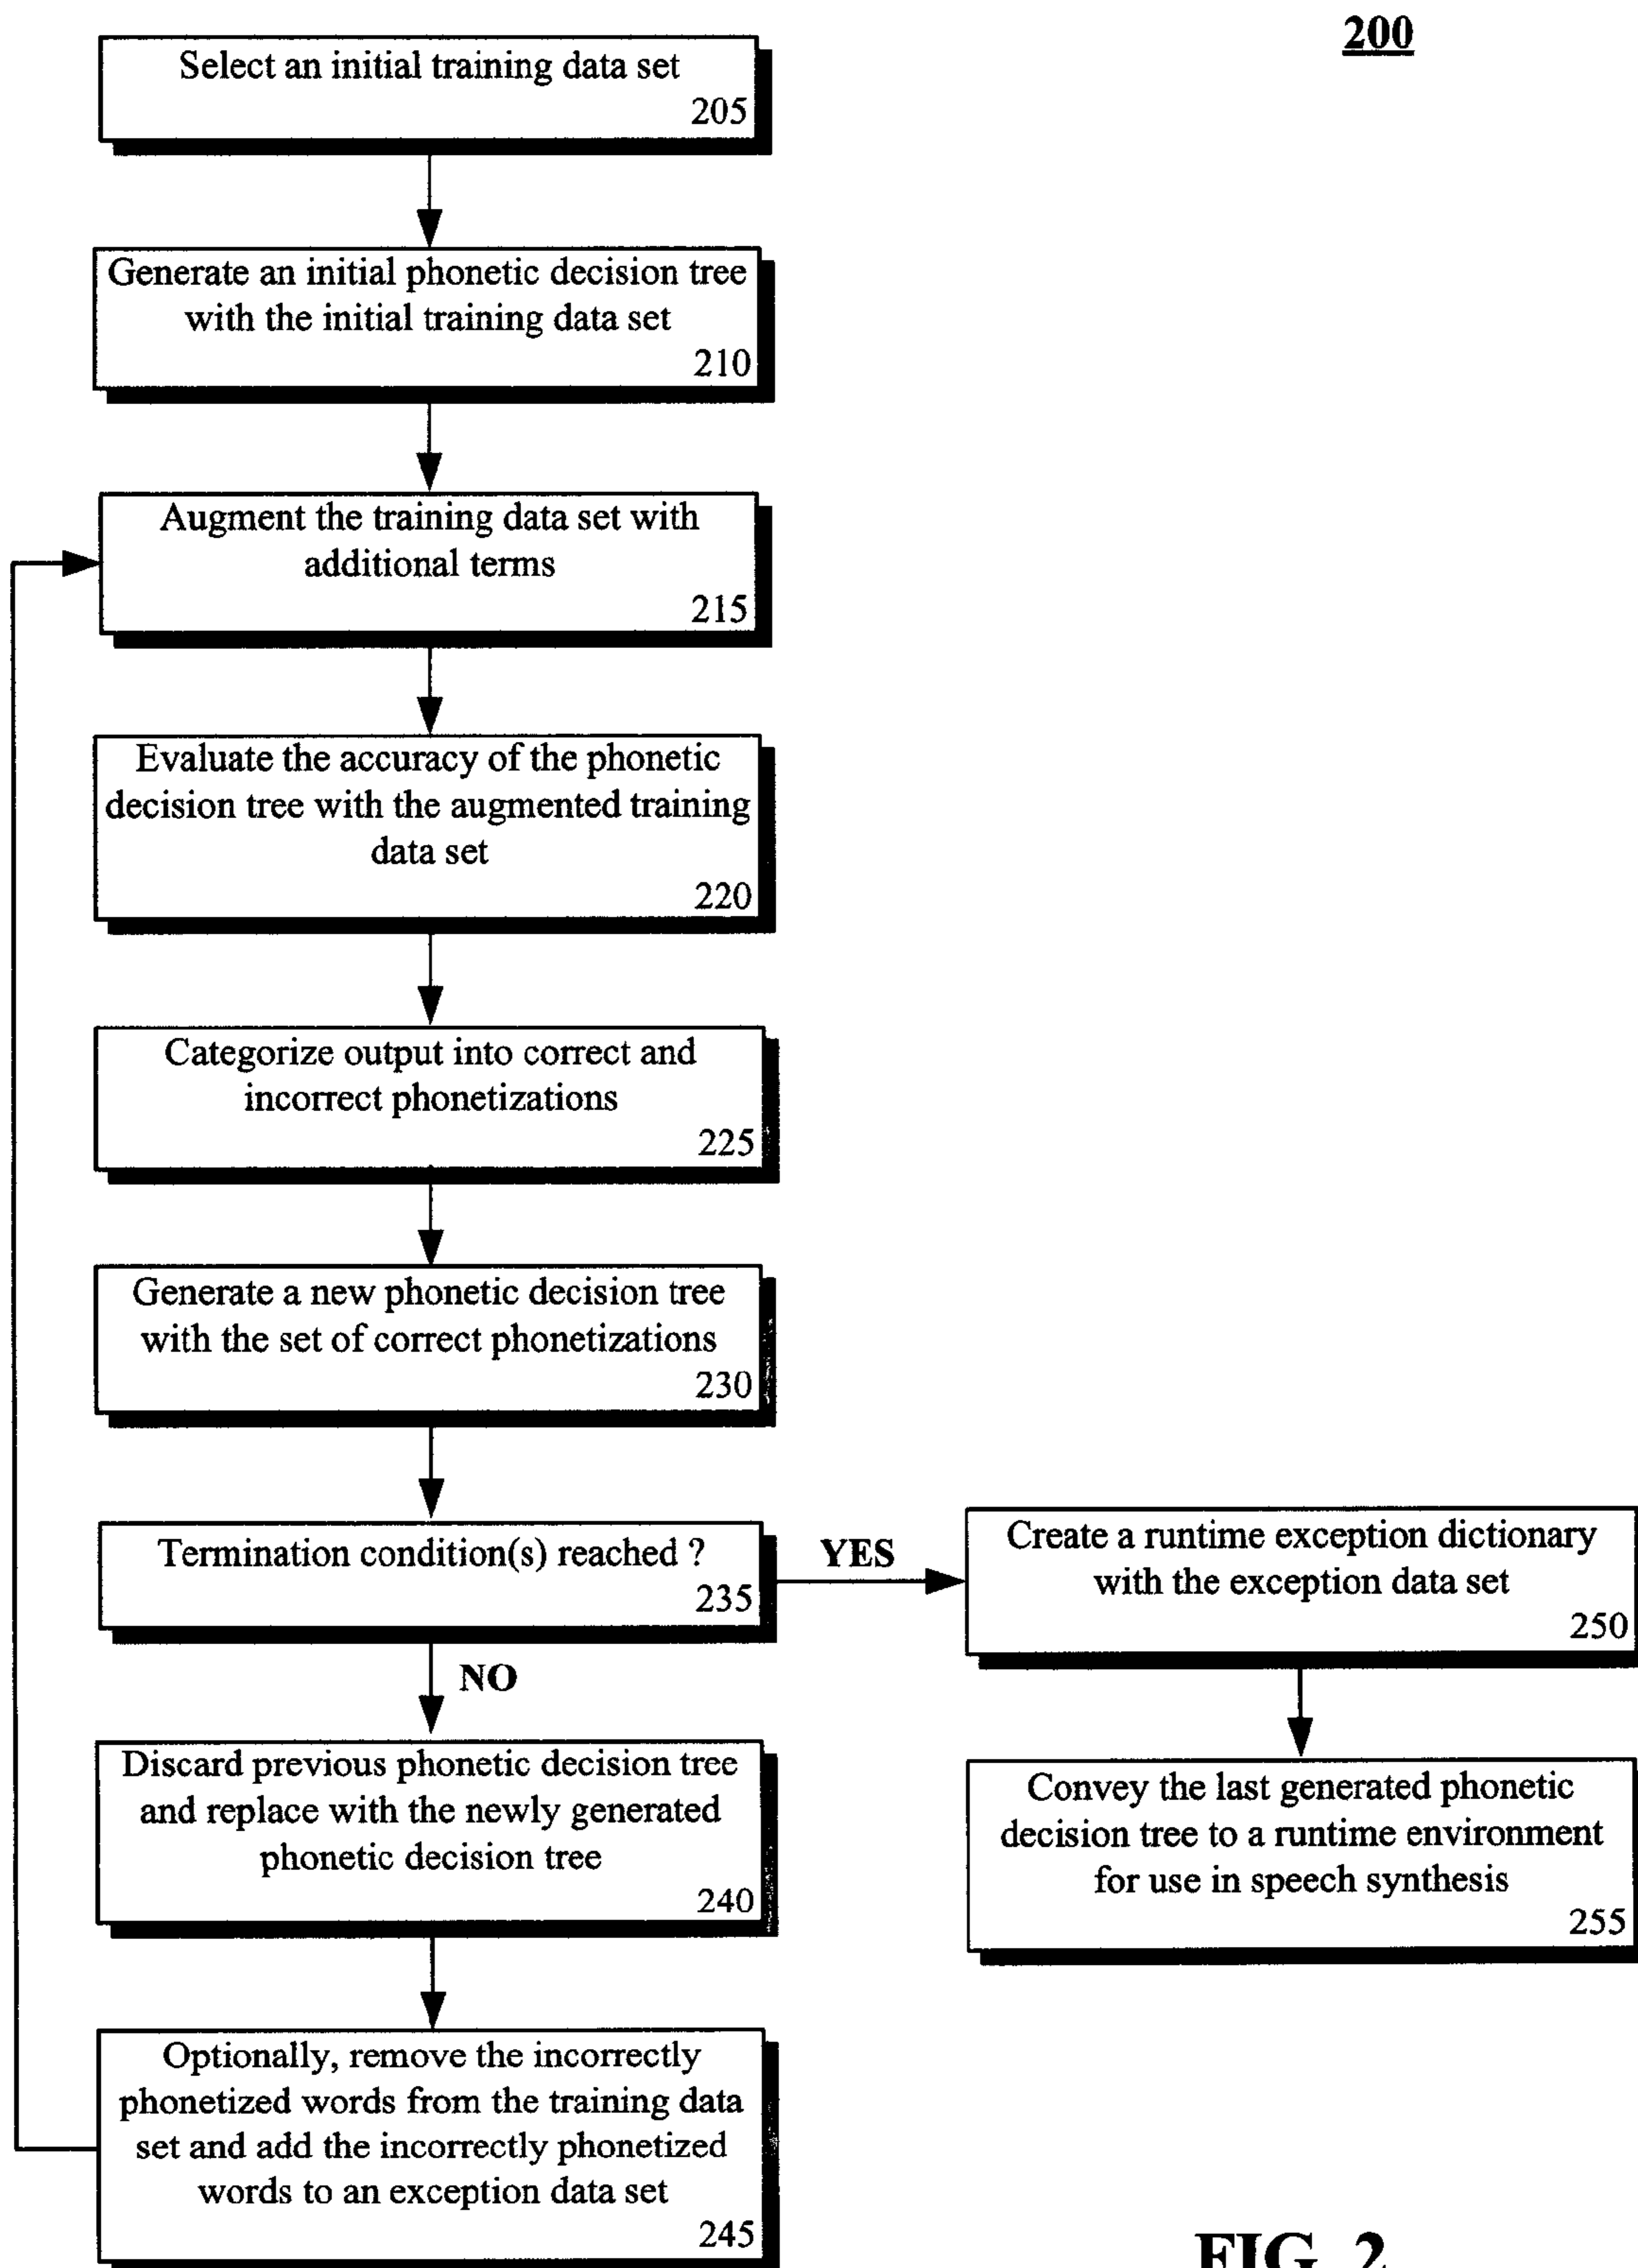 200
Select an initial training data set
205
Generate an initial phonetic decision tree
with the initial training data set
210
Augment the training data set with
additional terms
215
Evaluate the accuracy of the phonetic
decision tree with the augmented training
data set
220
Categorize output into correct and
incorrect phonetizations
225
Generate a new phonetic decision tree
with the set of correct phonetizations
230
Termination condition(s) reached ?
235
YES
NO
Create a runtime exception dictionary
with the exception data set
250
Discard previous phonetic decision tree
and replace with the newly generated
phonetic decision tree
240
Convey the last generated phonetic
decision tree to a runtime environment
for use in speech synthesis
255
Optionally, remove the incorrectly
phonetized words from the training data
set and add the incorrectly phonetized
words to an exception data set
245
FIG. 2